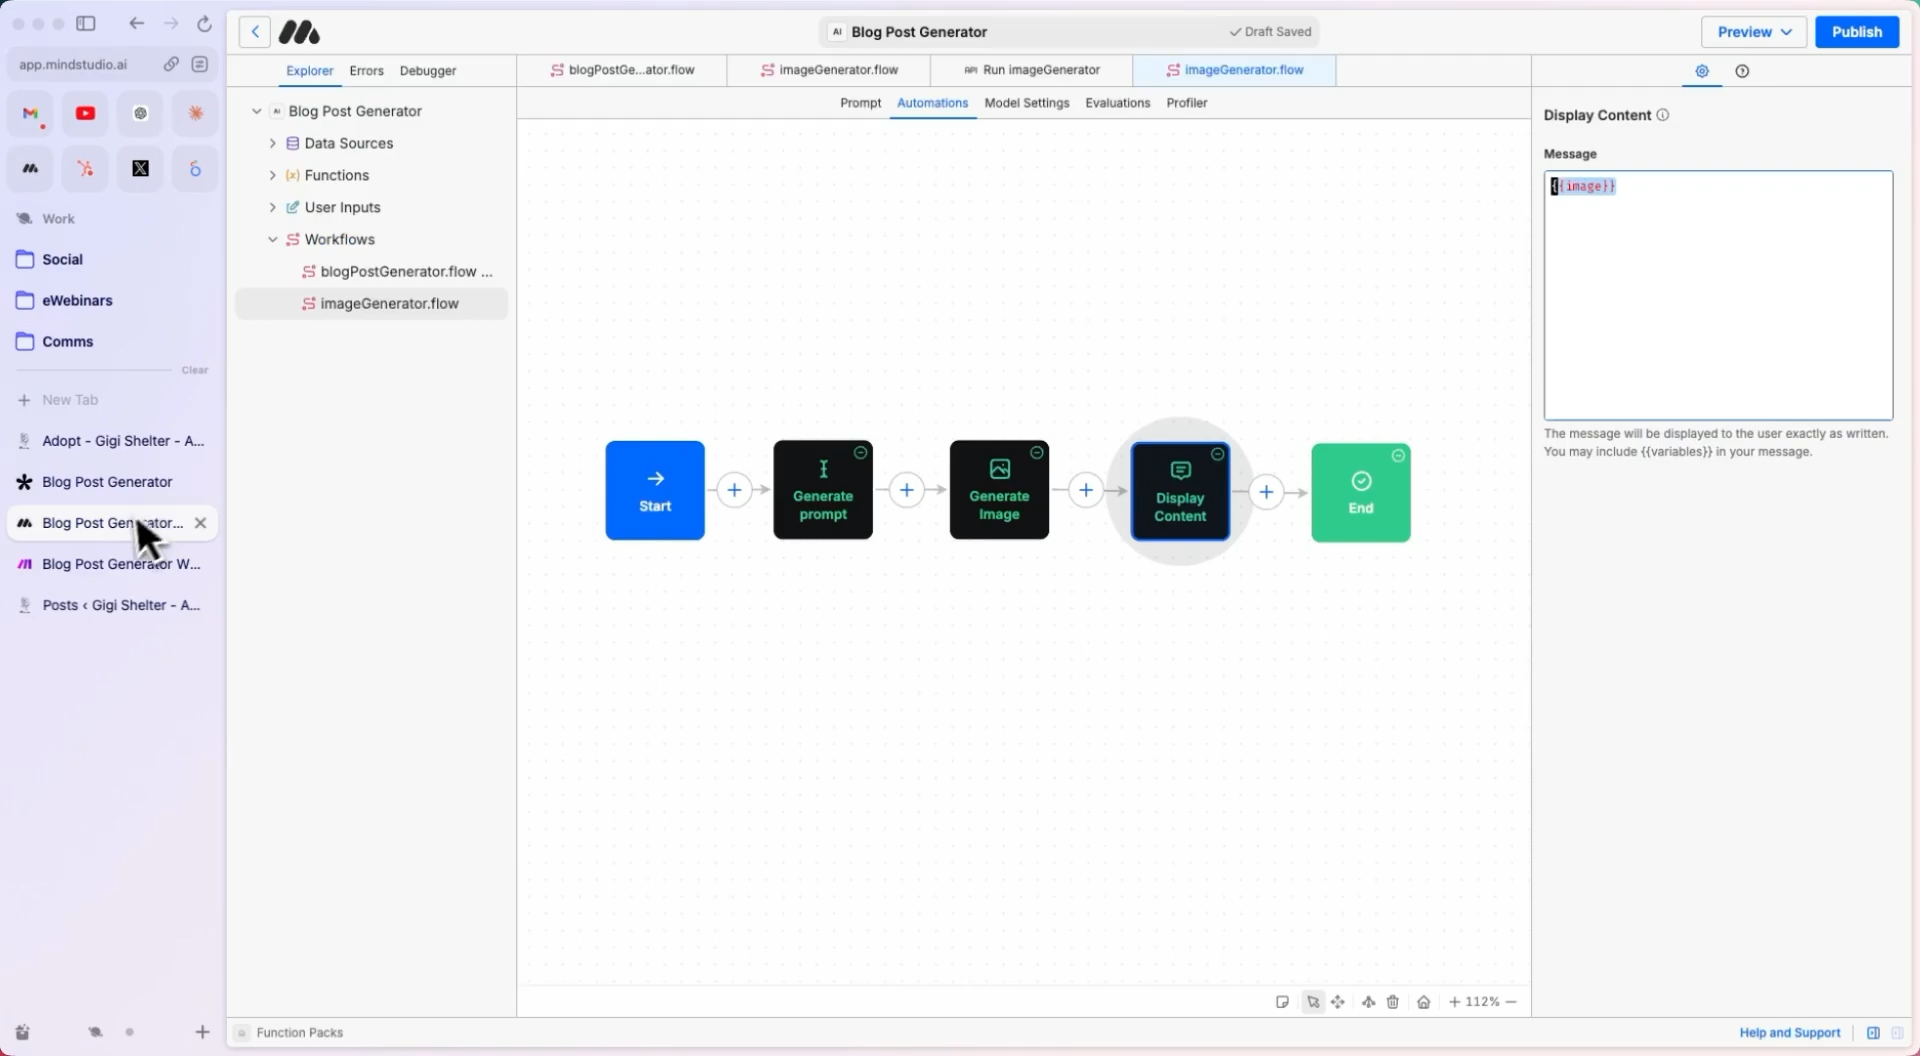 app.mindstudio.ai
Work
Social
eWebinars
Comms
Clear
New Tab
Adopt - Gigi Shelter - A...
Blog Post Generator
Blog Post Generator...
Blog Post Generator W...
Posts ‹ Gigi Shelter - A...
AI Blog Post Generator
Draft Saved
Preview
Publish
Explorer
Errors
Debugger
AI Blog Post Generator
Data Sources
(x) Functions
User Inputs
Workflows
blogPostGenerator.flow ...
imageGenerator.flow
blogPostGe...ator.flow
imageGenerator.flow
API Run imageGenerator
imageGenerator.flow
Prompt
Automations
Model Settings
Evaluations
Profiler
Start
Generate
prompt
Generate
Image
Display
Content
End
112%
Display Content
Message
{{image}}
The message will be displayed to the user exactly as written.
You may include {{variables}} in your message.
Function Packs
Help and Support